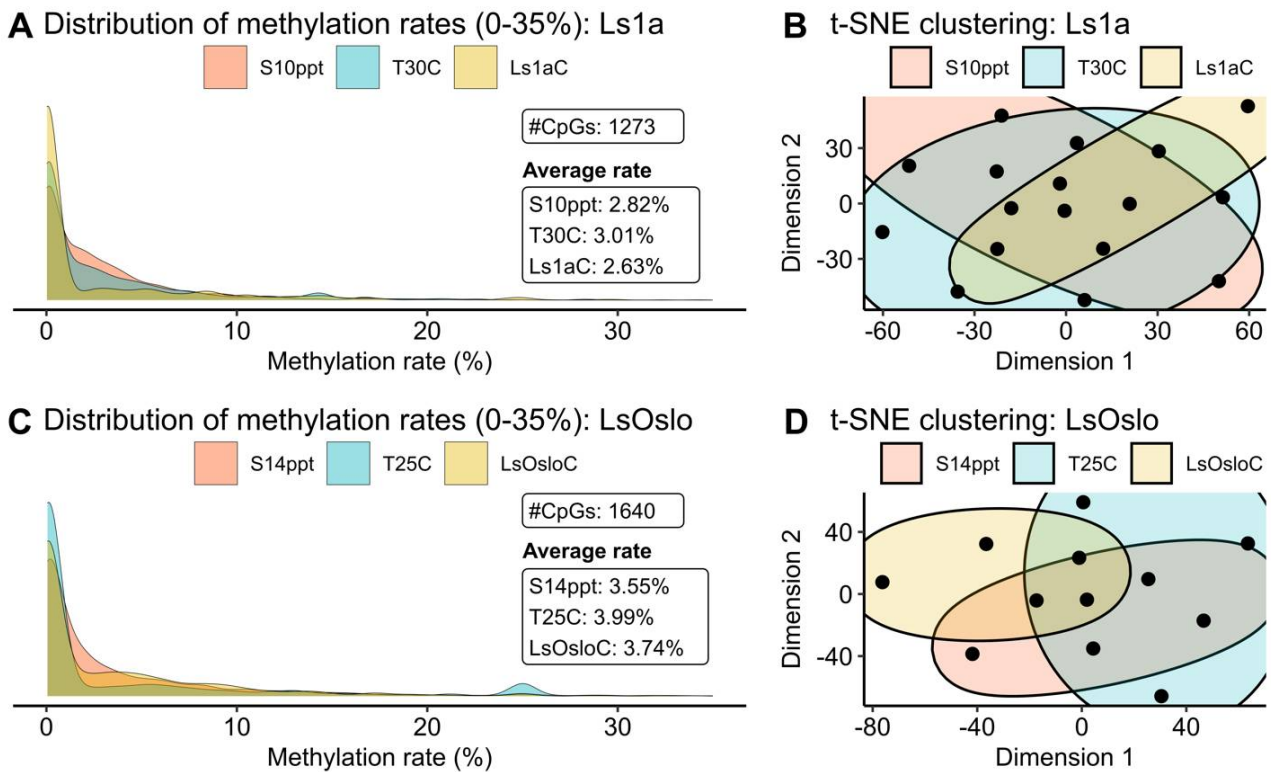 A Distribution of methylation rates (0-35%): Ls1a
S10ppt T30C Ls1aC
#CpGs: 1273
Average rate
S10ppt: 2.82%
T30C: 3.01%
Ls1aC: 2.63%
0 10 20 30
Methylation rate (%)
B t-SNE clustering: Ls1a
S10ppt T30C Ls1aC
Dimension 2
30
0
-30
-60 -30 0 30 60
Dimension 1
C Distribution of methylation rates (0-35%): LsOslo
S14ppt T25C LsOsloC
#CpGs: 1640
Average rate
S14ppt: 3.55%
T25C: 3.99%
LsOsloC: 3.74%
0 10 20 30
Methylation rate (%)
D t-SNE clustering: LsOslo
S14ppt T25C LsOsloC
Dimension 2
40
0
-40
-80 -40 0 40
Dimension 1